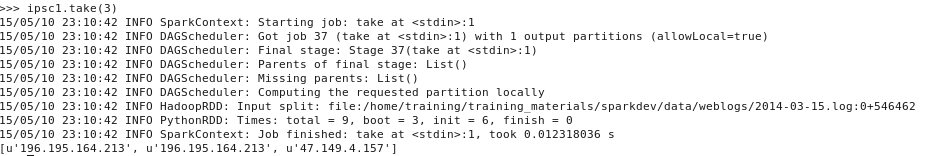 >>> ipsc1.take(3)
15/05/10 23:10:42 INFO SparkContext: Starting job: take at <stdin>:1
15/05/10 23:10:42 INFO DAGScheduler: Got job 37 (take at <stdin>:1) with 1 output partitions (allowLocal=true)
15/05/10 23:10:42 INFO DAGScheduler: Final stage: Stage 37(take at <stdin>:1)
15/05/10 23:10:42 INFO DAGScheduler: Parents of final stage: List()
15/05/10 23:10:42 INFO DAGScheduler: Missing parents: List()
15/05/10 23:10:42 INFO DAGScheduler: Computing the requested partition locally
15/05/10 23:10:42 INFO HadoopRDD: Input split: file:/home/training/training_materials/sparkdev/data/weblogs/2014-03-15.log:0+546462
15/05/10 23:10:42 INFO PythonRDD: Times: total = 9, boot = 3, init = 6, finish = 0
15/05/10 23:10:42 INFO SparkContext: Job finished: take at <stdin>:1, took 0.012318036 s
[u'196.195.164.213', u'196.195.164.213', u'47.149.4.157']